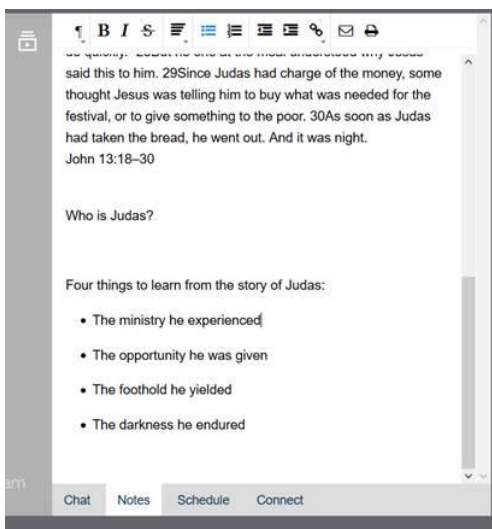 said this to him. 29Since Judas had charge of the money, some
thought Jesus was telling him to buy what was needed for the
festival, or to give something to the poor. 30As soon as Judas
had taken the bread, he went out. And it was night.
John 13:18–30
Who is Judas?
Four things to learn from the story of Judas:
• The ministry he experienced
• The opportunity he was given
• The foothold he yielded
• The darkness he endured
am
Chat Notes Schedule Connect